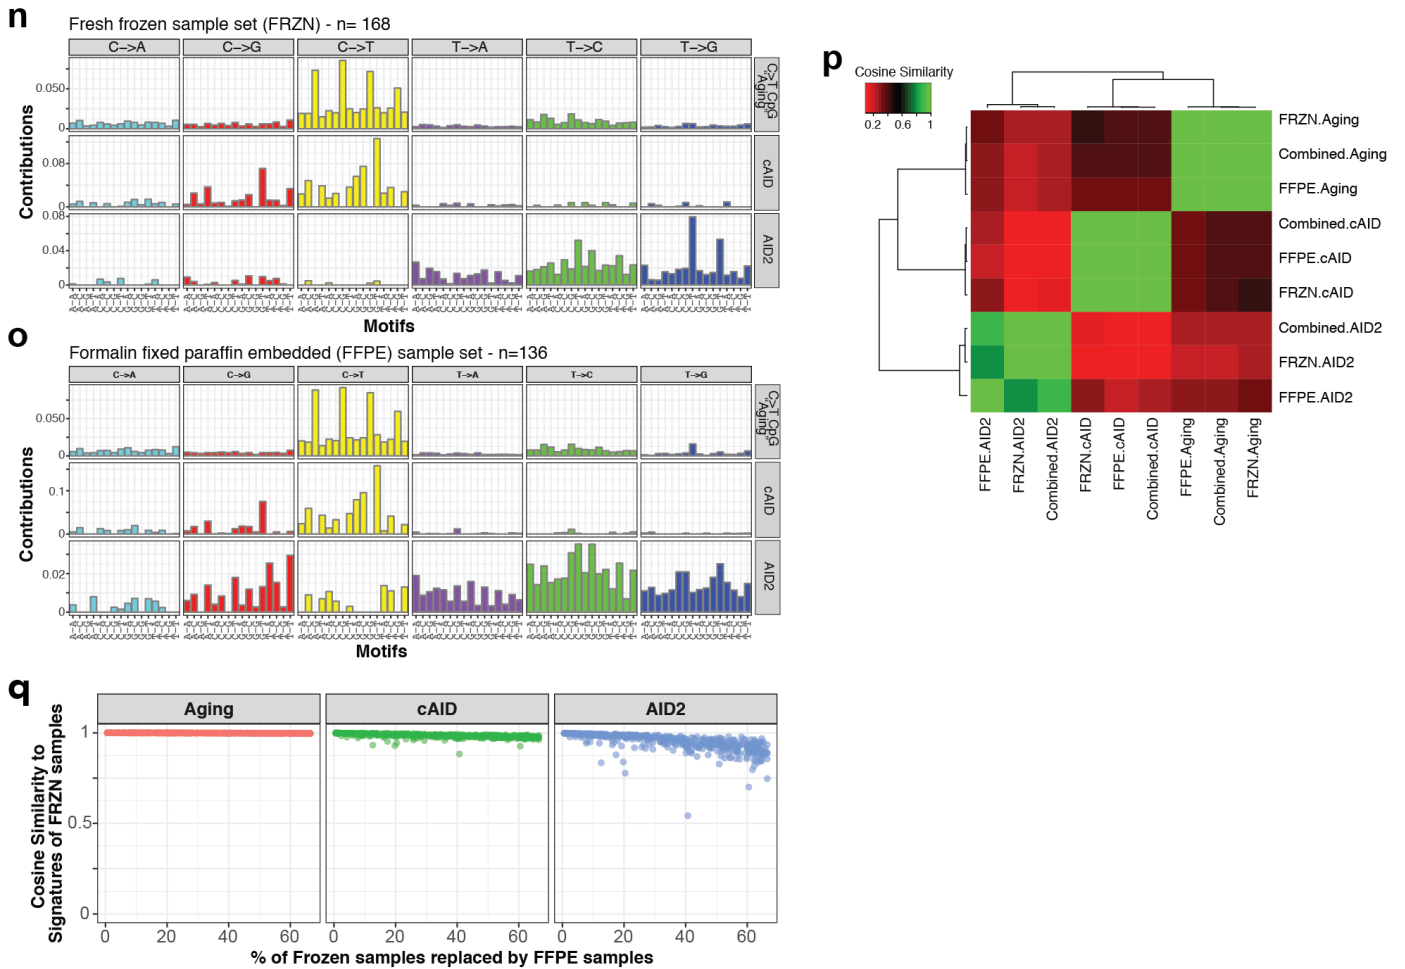 n
Fresh frozen sample set (FRZN) - n= 168
C->A C->G C->T T->A T->C T->G
Contributions
0.050
0
C>T CpG
"Aging"
0.08
0
cAID
0.08
0.04
0
AID2
Motifs
o
Formalin fixed paraffin embedded (FFPE) sample set - n=136
C->A C->G C->T T->A T->C T->G
Contributions
0.050
0
C>T CpG
"Aging"
0.1
0
cAID
0.02
0
AID2
Motifs
p
Cosine Similarity
0.2 0.6 1
FRZN.Aging
Combined.Aging
FFPE.Aging
Combined.cAID
FFPE.cAID
FRZN.cAID
Combined.AID2
FRZN.AID2
FFPE.AID2
FFPE.AID2
FRZN.AID2
Combined.AID2
FRZN.cAID
FFPE.cAID
Combined.cAID
FFPE.Aging
Combined.Aging
FRZN.Aging
q
Aging cAID AID2
Cosine Similarity to
Signatures of FRZN samples
1
0.5
0
0 20 40 60 0 20 40 60 0 20 40 60
% of Frozen samples replaced by FFPE samples